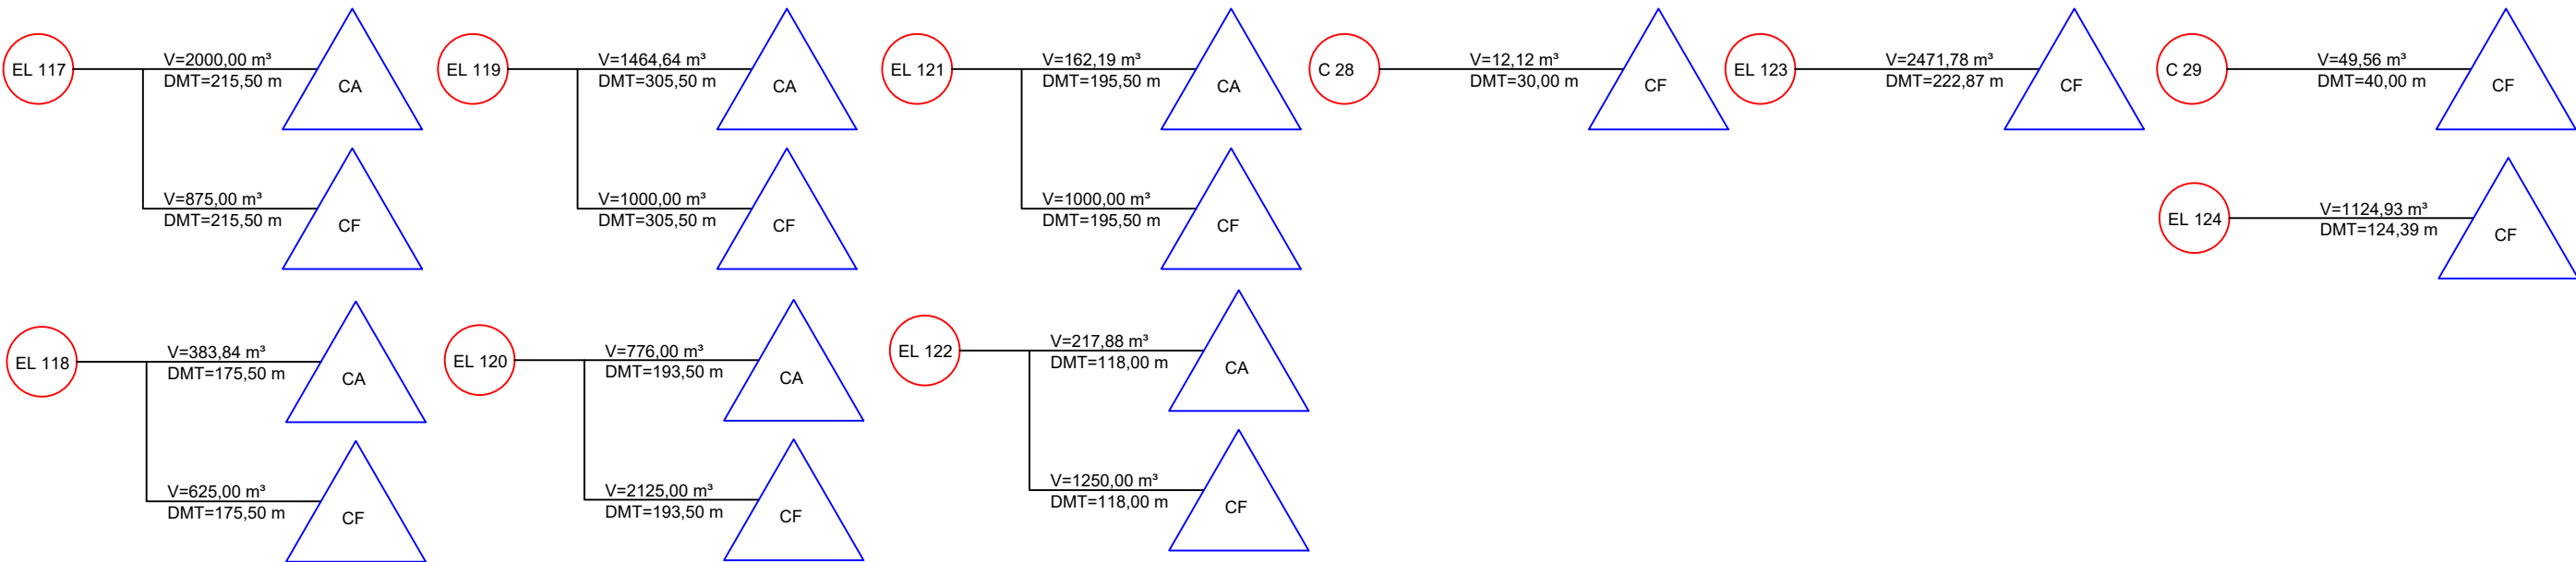 EL 117
V=2000,00 m³
DMT=215,50 m
CA
V=875,00 m³
DMT=215,50 m
CF
EL 119
V=1464,64 m³
DMT=305,50 m
CA
V=1000,00 m³
DMT=305,50 m
CF
EL 121
V=162,19 m³
DMT=195,50 m
CA
V=1000,00 m³
DMT=195,50 m
CF
C 28
V=12,12 m³
DMT=30,00 m
CF
EL 123
V=2471,78 m³
DMT=222,87 m
CF
C 29
V=49,56 m³
DMT=40,00 m
CF
EL 124
V=1124,93 m³
DMT=124,39 m
CF
EL 118
V=383,84 m³
DMT=175,50 m
CA
V=625,00 m³
DMT=175,50 m
CF
EL 120
V=776,00 m³
DMT=193,50 m
CA
V=2125,00 m³
DMT=193,50 m
CF
EL 122
V=217,88 m³
DMT=118,00 m
CA
V=1250,00 m³
DMT=118,00 m
CF